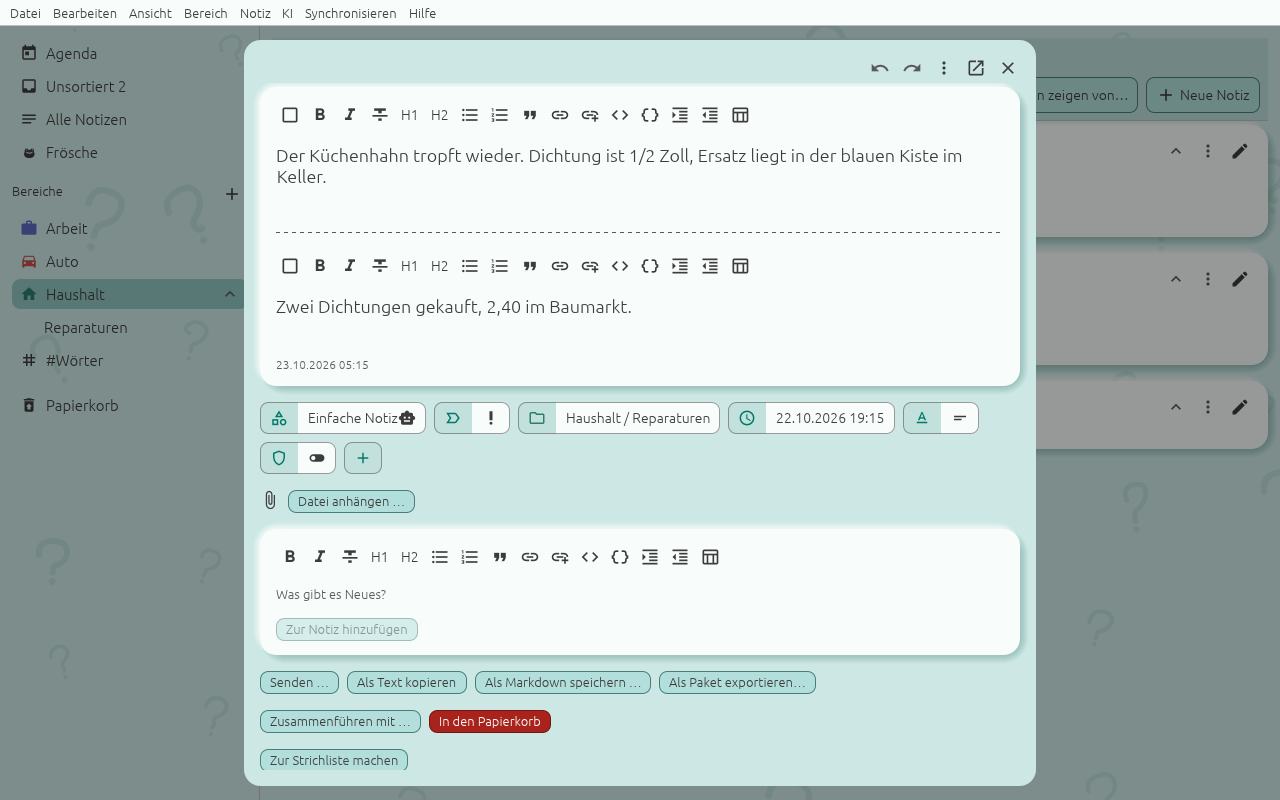 Datei Bearbeiten Ansicht Bereich Notiz KI Synchronisieren Hilfe
Agenda
Unsortiert 2
Alle Notizen
Frösche
Bereiche
Arbeit
Auto
Haushalt
Reparaturen
#Wörter
Papierkorb
n zeigen von…
Neue Notiz
H1 H2
Der Küchenhahn tropft wieder. Dichtung ist 1/2 Zoll, Ersatz liegt in der blauen Kiste im
Keller.
H1 H2
Zwei Dichtungen gekauft, 2,40 im Baumarkt.
23.10.2026 05:15
Einfache Notiz
Haushalt / Reparaturen
22.10.2026 19:15
Datei anhängen …
H1 H2
Was gibt es Neues?
Zur Notiz hinzufügen
Senden … Als Text kopieren Als Markdown speichern … Als Paket exportieren…
Zusammenführen mit … In den Papierkorb
Zur Strichliste machen